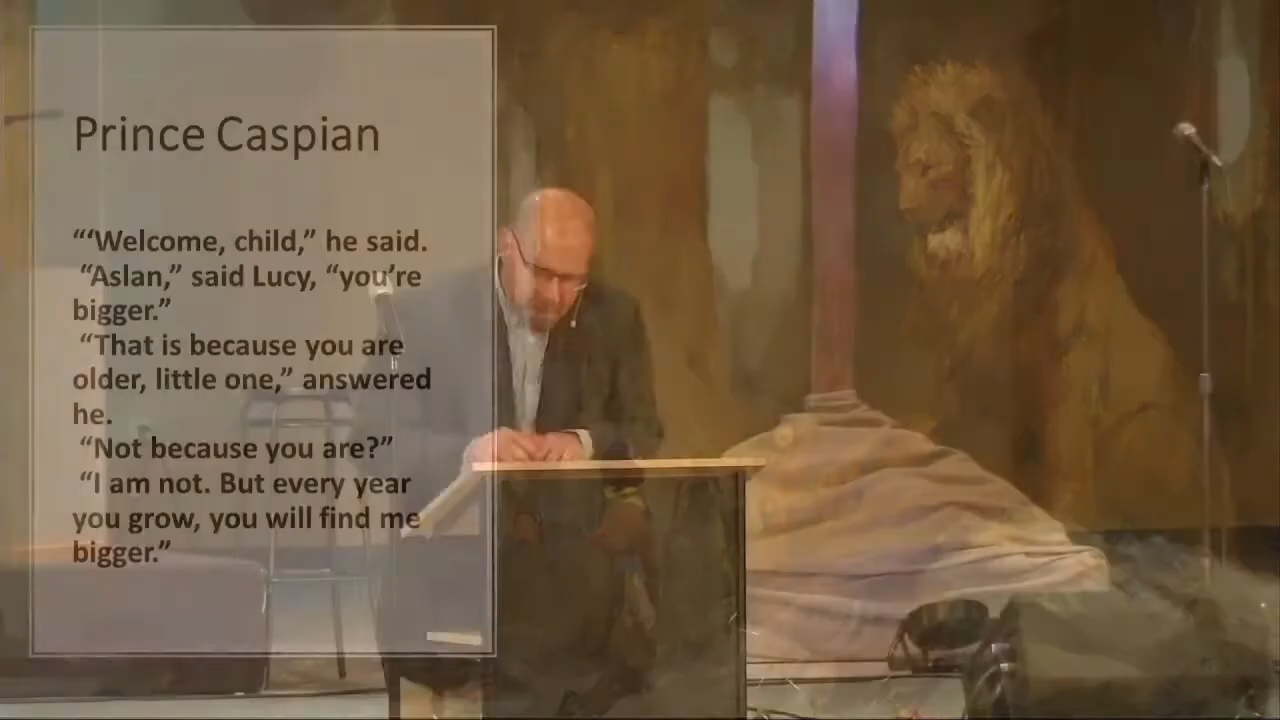 Prince Caspian
“‘Welcome, child,” he said.
“Aslan,” said Lucy, “you’re
bigger.”
“That is because you are
older, little one,” answered
he.
“Not because you are?”
“I am not. But every year
you grow, you will find me
bigger.”